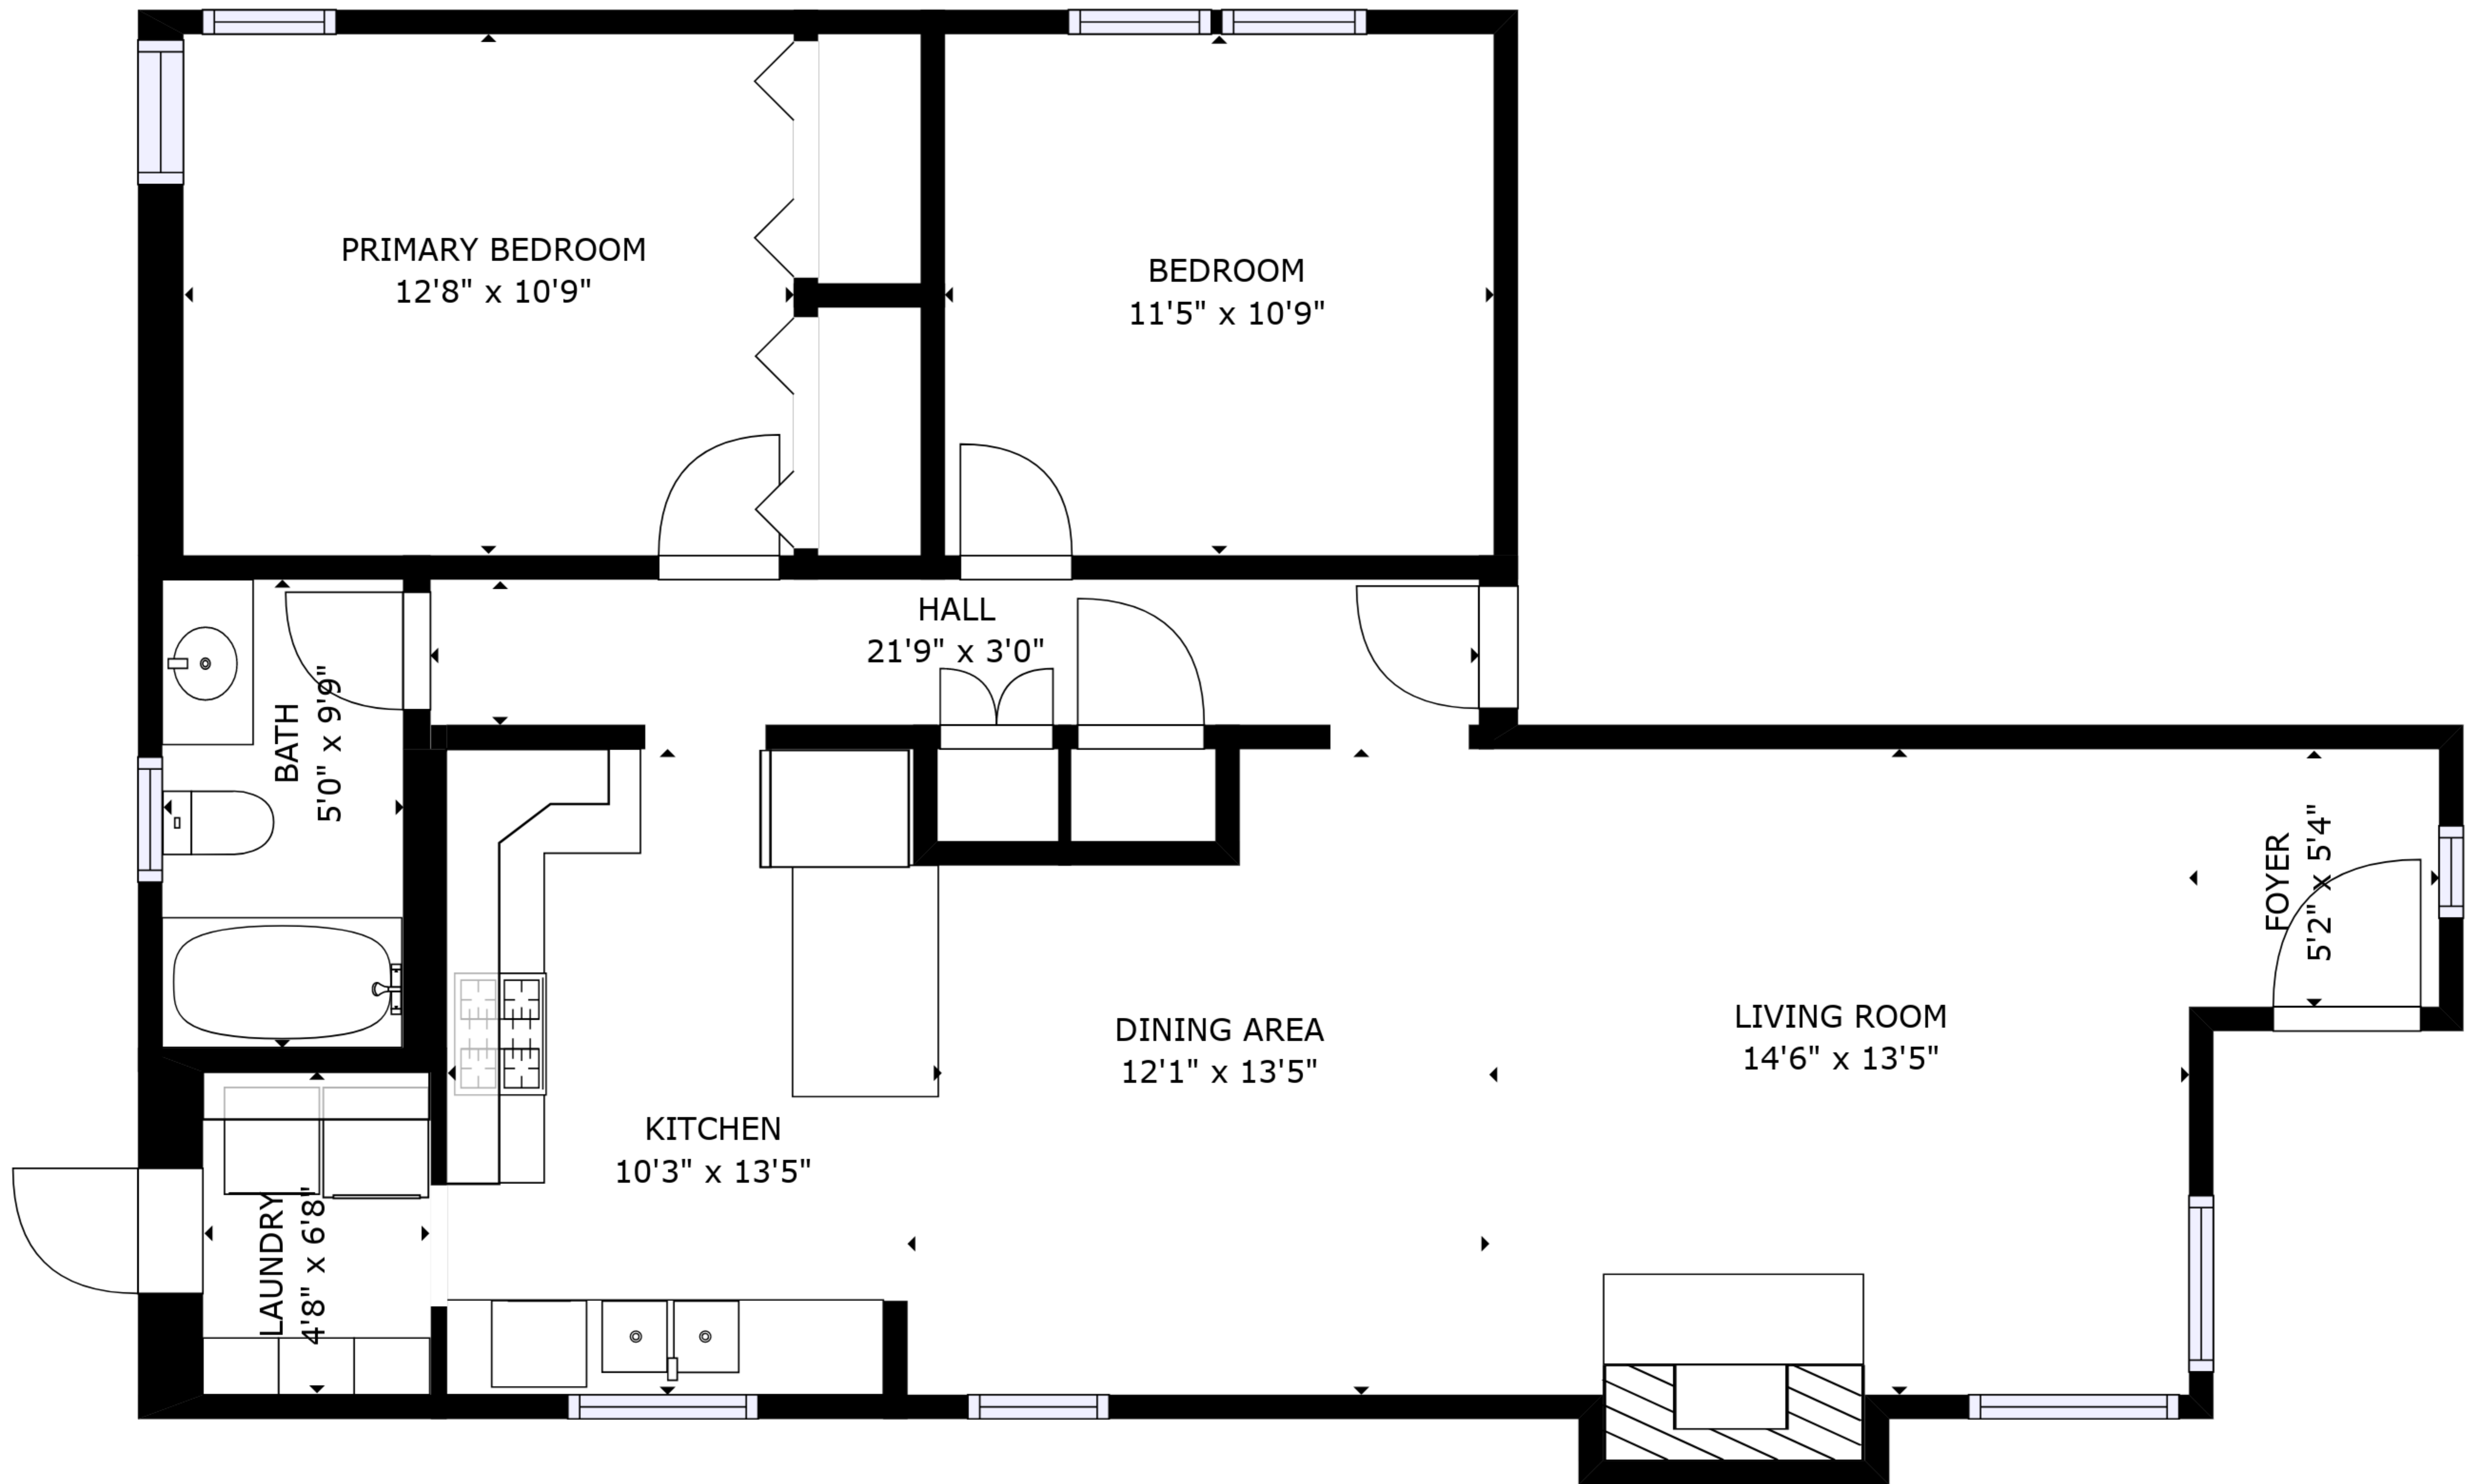 PRIMARY BEDROOM
12'8" x 10'9"
BEDROOM
11'5" x 10'9"
HALL
21'9" x 3'0"
BATH
5'0" x 9'9"
FOYER
5'2" x 5'4"
LIVING ROOM
14'6" x 13'5"
DINING AREA
12'1" x 13'5"
KITCHEN
10'3" x 13'5"
LAUNDRY
4'8" x 6'8"